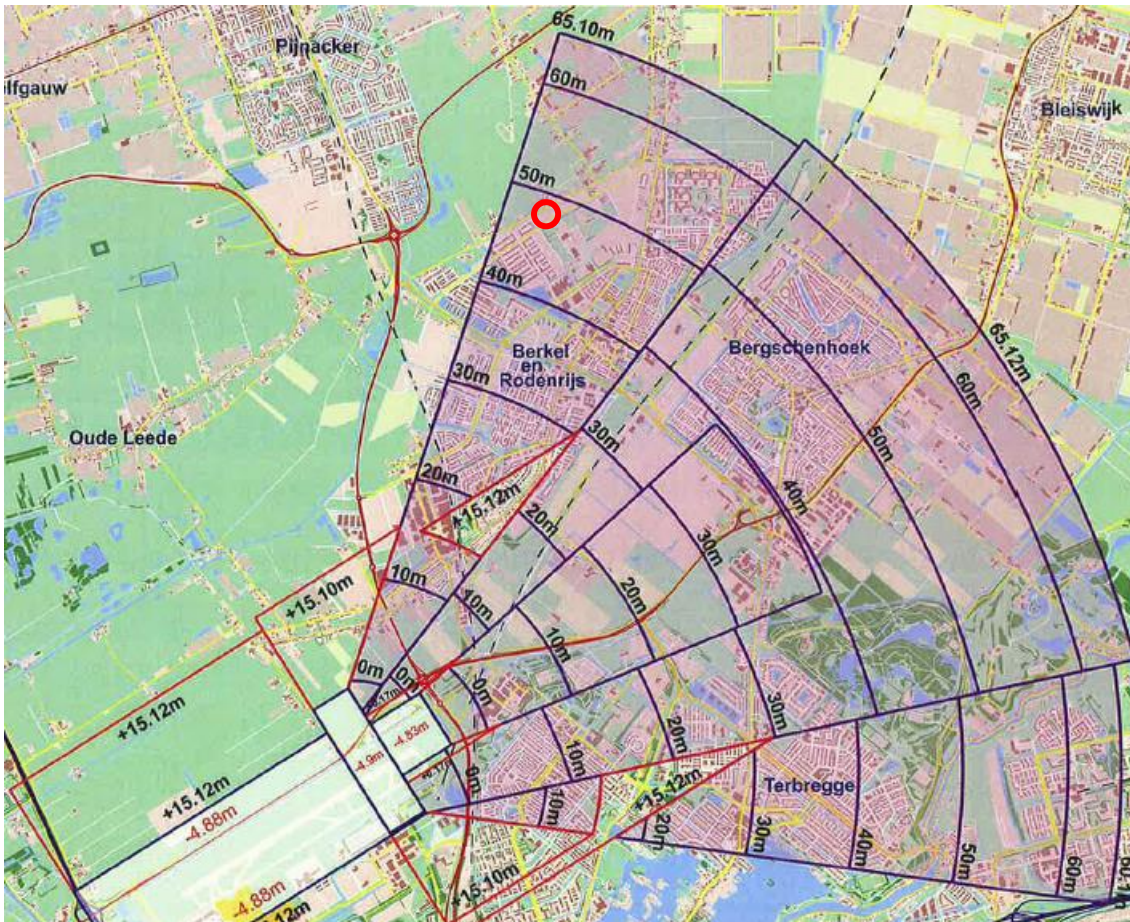 65.10m
Pijnacker
elfgauw
60m
Bleiswijk
50m
40m
Berkel
en
Rodenrijs
Bergschenhoek
65.12m
60m
30m
30m
50m
Oude Leede
20m
+15.12m
20m
40m
30m
10m
10m
20m
+15.10m
10m
0m
0m
0m
+15.12m
-4.83m
-4.9m
10m
20m
30m
0m
+15.12m
-4.88m
10m
+15.12m
Terbregge
20m
30m
40m
50m
60m
+15.10m
-4.88m